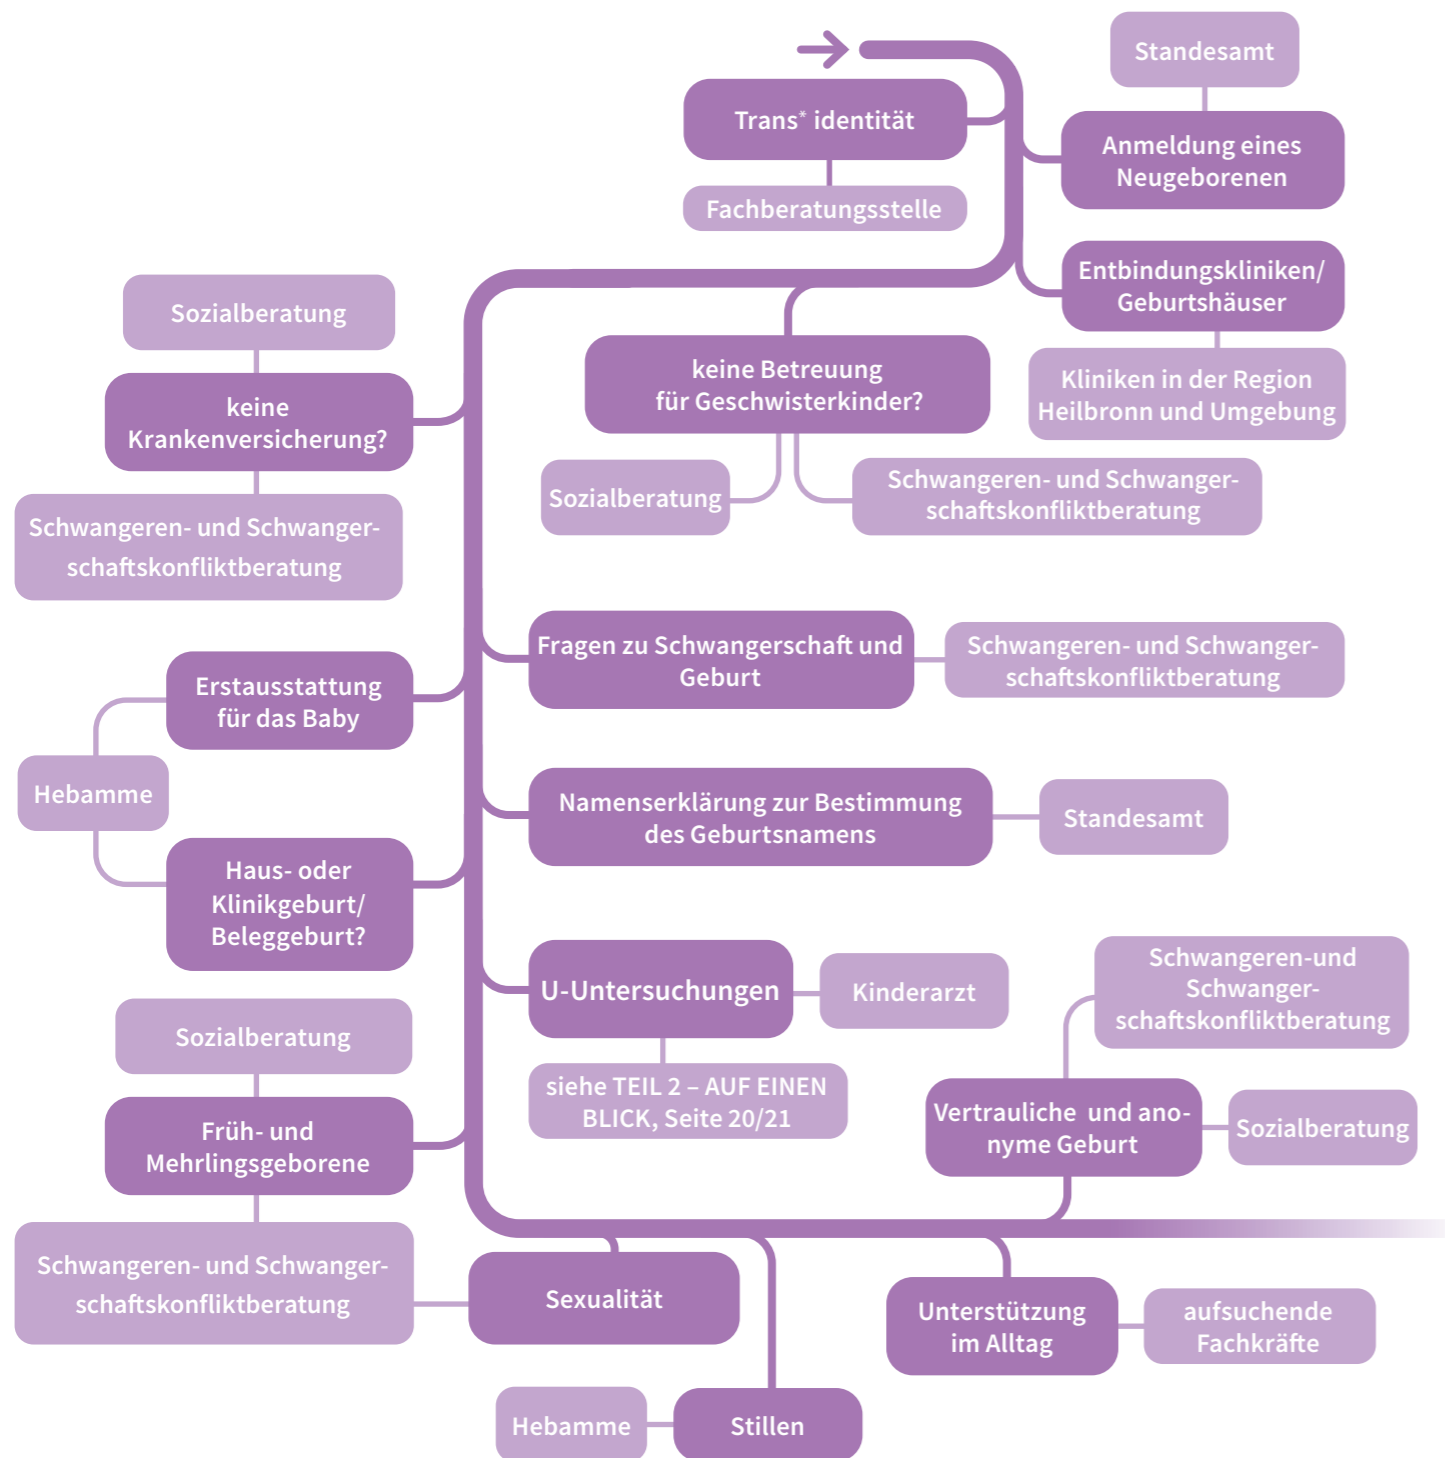 Standesamt
Trans* identität
Anmeldung eines
Neugeborenen
Fachberatungsstelle
Entbindungskliniken/
Geburtshäuser
Kliniken in der Region
Heilbronn und Umgebung
Sozialberatung
keine
Krankenversicherung?
Schwangeren- und Schwanger-
schaftskonfliktberatung
keine Betreuung
für Geschwisterkinder?
Sozialberatung
Schwangeren- und Schwanger-
schaftskonfliktberatung
Fragen zu Schwangerschaft und
Geburt
Schwangeren- und Schwanger-
schaftskonfliktberatung
Erstausstattung
für das Baby
Hebamme
Haus- oder
Klinikgeburt/
Beleggeburt?
Namenserklärung zur Bestimmung
des Geburtsnamens
Standesamt
U-Untersuchungen
Kinderarzt
siehe TEIL 2 – AUF EINEN
BLICK, Seite 20/21
Schwangeren-und
Schwanger-
schaftskonfliktberatung
Vertrauliche und ano-
nyme Geburt
Sozialberatung
Sozialberatung
Früh- und
Mehrlingsgeborene
Schwangeren- und Schwanger-
schaftskonfliktberatung
Sexualität
Unterstützung
im Alltag
aufsuchende
Fachkräfte
Hebamme
Stillen